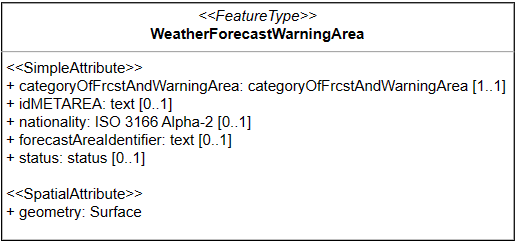 <<FeatureType>>
WeatherForecastWarningArea
<<SimpleAttribute>>
+ categoryOfFrcstAndWarningArea: categoryOfFrcstAndWarningArea [1..1]
+ idMETAREA: text [0..1]
+ nationality: ISO 3166 Alpha-2 [0..1]
+ forecastAreaIdentifier: text [0..1]
+ status: status [0..1]
<<SpatialAttribute>>
+ geometry: Surface